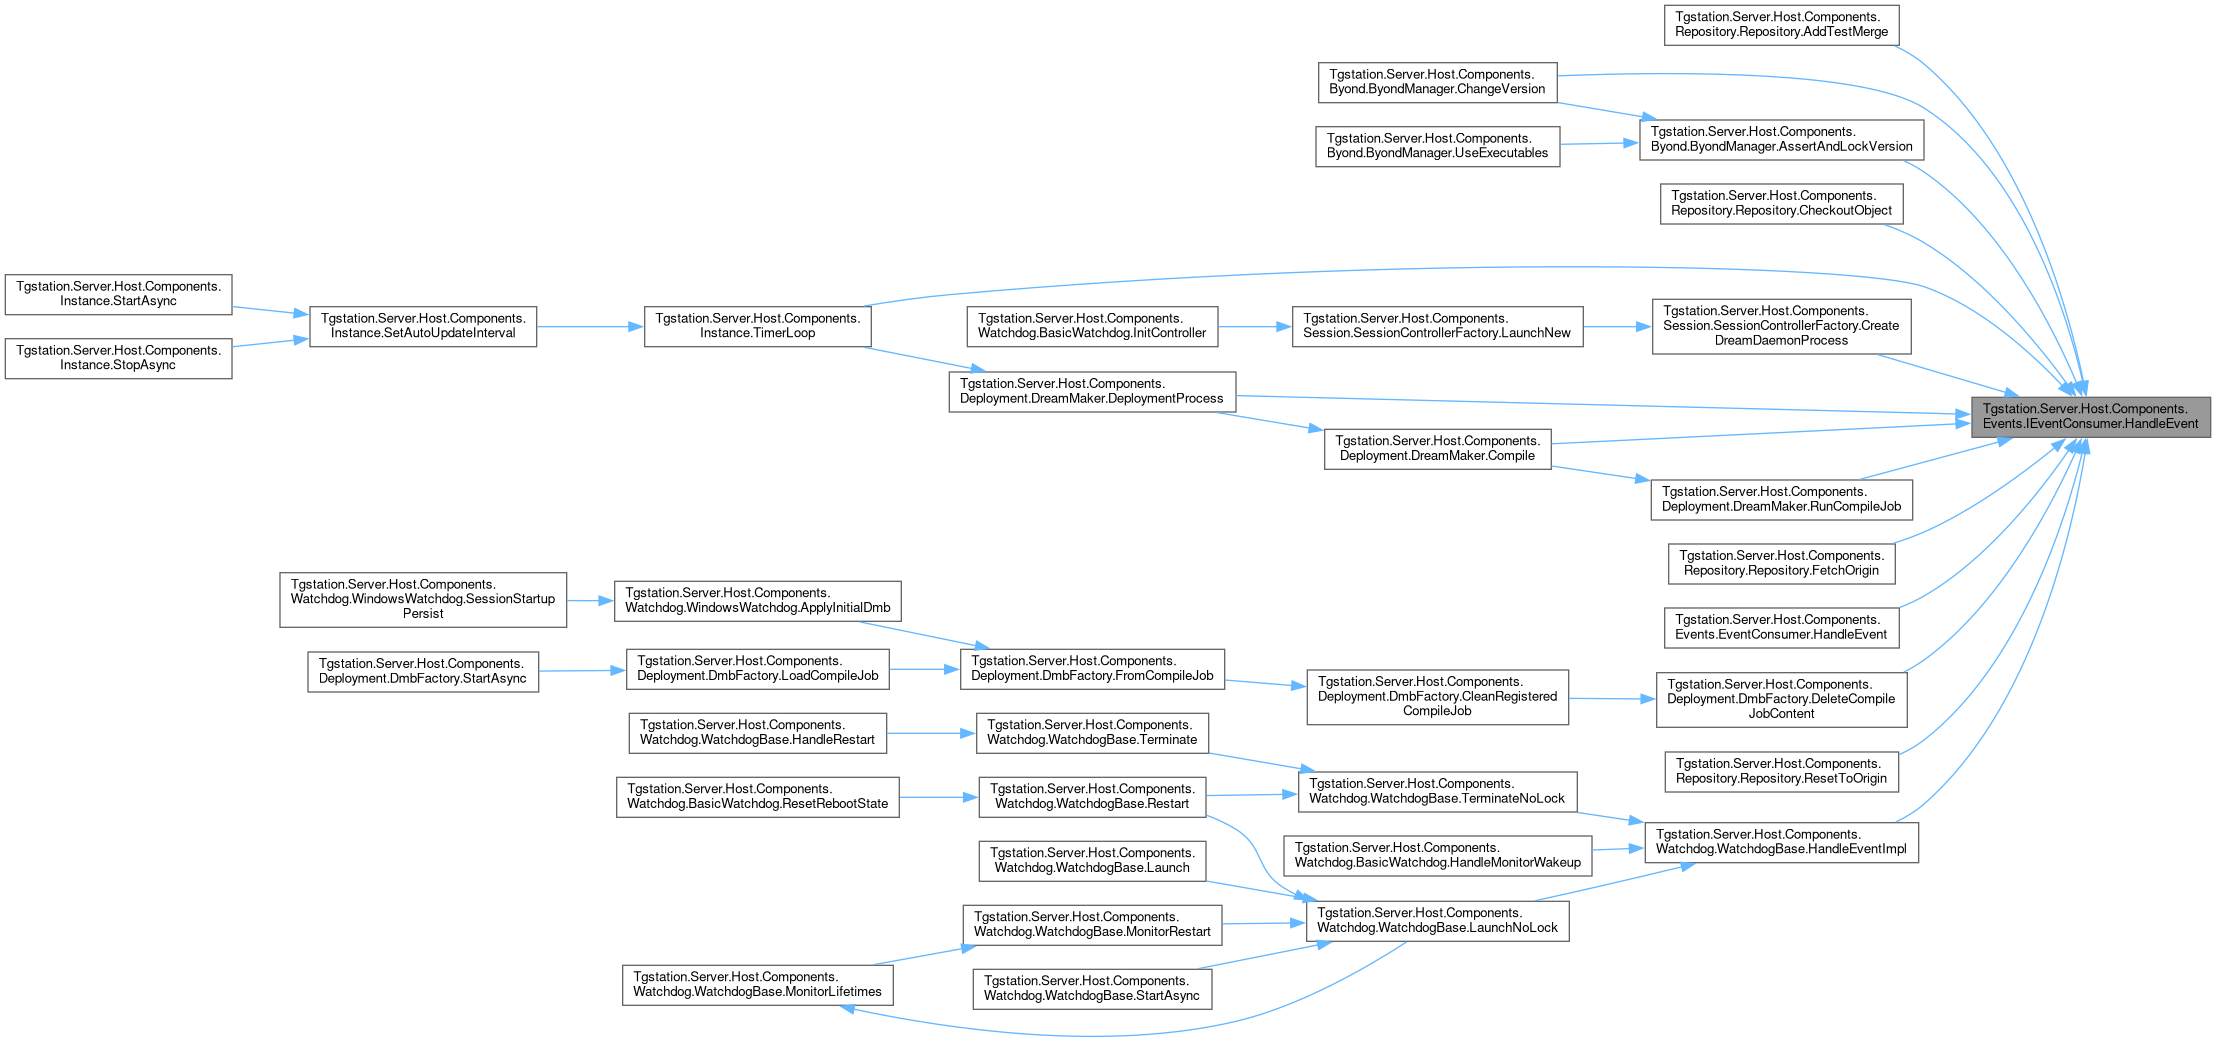 Tgstation.Server.Host.Components.
Repository.Repository.AddTestMerge
Tgstation.Server.Host.Components.
Byond.ByondManager.ChangeVersion
Tgstation.Server.Host.Components.
Byond.ByondManager.AssertAndLockVersion
Tgstation.Server.Host.Components.
Byond.ByondManager.UseExecutables
Tgstation.Server.Host.Components.
Repository.Repository.CheckoutObject
Tgstation.Server.Host.Components.
Instance.StartAsync
Tgstation.Server.Host.Components.
Instance.StopAsync
Tgstation.Server.Host.Components.
Instance.SetAutoUpdateInterval
Tgstation.Server.Host.Components.
Instance.TimerLoop
Tgstation.Server.Host.Components.
Watchdog.BasicWatchdog.InitController
Tgstation.Server.Host.Components.
Session.SessionControllerFactory.LaunchNew
Tgstation.Server.Host.Components.
Session.SessionControllerFactory.Create
DreamDaemonProcess
Tgstation.Server.Host.Components.
Deployment.DreamMaker.DeploymentProcess
Tgstation.Server.Host.Components.
Events.IEventConsumer.HandleEvent
Tgstation.Server.Host.Components.
Deployment.DreamMaker.Compile
Tgstation.Server.Host.Components.
Deployment.DreamMaker.RunCompileJob
Tgstation.Server.Host.Components.
Repository.Repository.FetchOrigin
Tgstation.Server.Host.Components.
Watchdog.WindowsWatchdog.SessionStartup
Persist
Tgstation.Server.Host.Components.
Watchdog.WindowsWatchdog.ApplyInitialDmb
Tgstation.Server.Host.Components.
Events.EventConsumer.HandleEvent
Tgstation.Server.Host.Components.
Deployment.DmbFactory.StartAsync
Tgstation.Server.Host.Components.
Deployment.DmbFactory.LoadCompileJob
Tgstation.Server.Host.Components.
Deployment.DmbFactory.FromCompileJob
Tgstation.Server.Host.Components.
Deployment.DmbFactory.CleanRegistered
CompileJob
Tgstation.Server.Host.Components.
Deployment.DmbFactory.DeleteCompile
JobContent
Tgstation.Server.Host.Components.
Watchdog.WatchdogBase.HandleRestart
Tgstation.Server.Host.Components.
Watchdog.WatchdogBase.Terminate
Tgstation.Server.Host.Components.
Repository.Repository.ResetToOrigin
Tgstation.Server.Host.Components.
Watchdog.BasicWatchdog.ResetRebootState
Tgstation.Server.Host.Components.
Watchdog.WatchdogBase.Restart
Tgstation.Server.Host.Components.
Watchdog.WatchdogBase.TerminateNoLock
Tgstation.Server.Host.Components.
Watchdog.WatchdogBase.HandleEventImpl
Tgstation.Server.Host.Components.
Watchdog.BasicWatchdog.HandleMonitorWakeup
Tgstation.Server.Host.Components.
Watchdog.WatchdogBase.Launch
Tgstation.Server.Host.Components.
Watchdog.WatchdogBase.LaunchNoLock
Tgstation.Server.Host.Components.
Watchdog.WatchdogBase.MonitorRestart
Tgstation.Server.Host.Components.
Watchdog.WatchdogBase.MonitorLifetimes
Tgstation.Server.Host.Components.
Watchdog.WatchdogBase.StartAsync